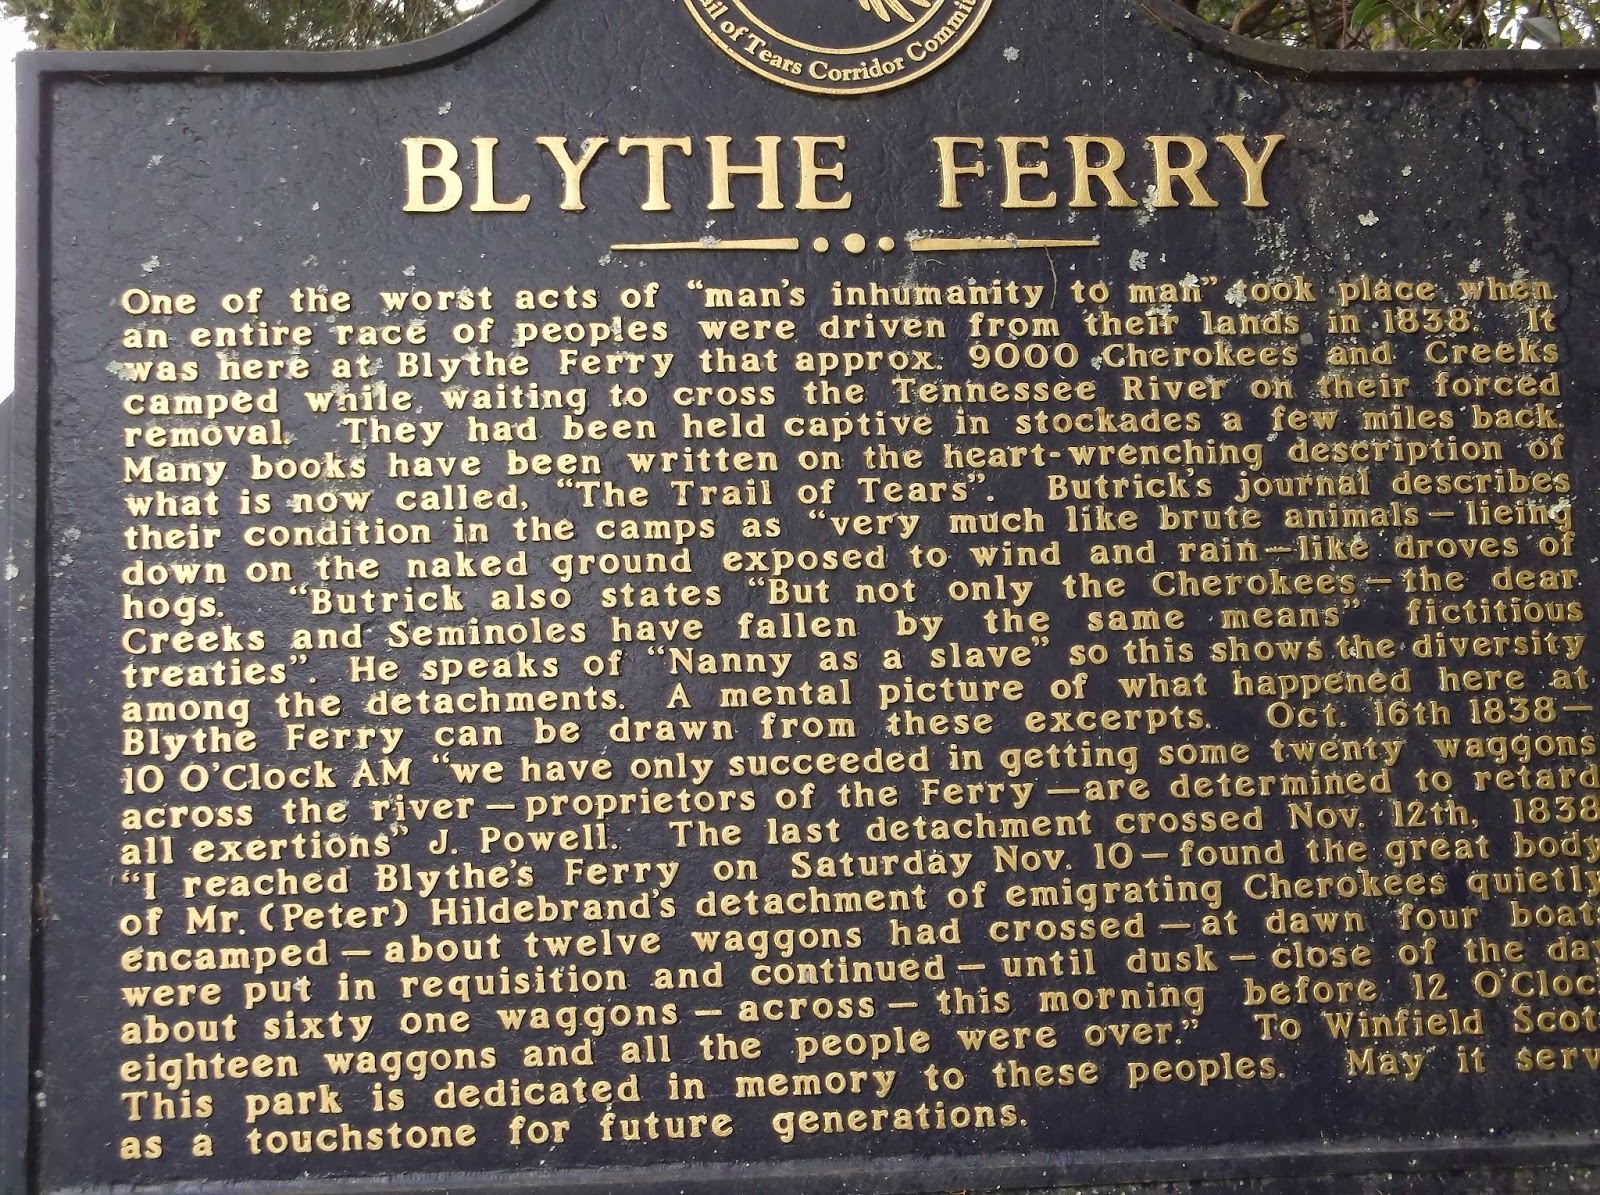 ail of Tears Corridor Commit
BLYTHE FERRY
One of the worst acts of “man's inhumanity to man” took place when
an entire race of peoples were driven from their lands in 1838. It
was here at Blythe Ferry that approx. 9000 Cherokees and Creeks
camped while waiting to cross the Tennessee River on their forced
removal. They had been held captive in stockades a few miles back.
Many books have been written on the heart-wrenching description of
what is now called, “The Trail of Tears”. Butrick's journal describes
their condition in the camps as “very much like brute animals — lieing
down on the naked ground exposed to wind and rain — like droves of
hogs. “Butrick also states “But not only the Cherokees — the dear
Creeks and Seminoles have fallen by the same means” fictitious
treaties”. He speaks of “Nanny as a slave” so this shows the diversity
among the detachments. A mental picture of what happened here at
Blythe Ferry can be drawn from these excerpts. Oct. 16th 1838 —
10 O'Clock AM “we have only succeeded in getting some twenty waggons
across the river — proprietors of the Ferry — are determined to retard
all exertions” J. Powell. The last detachment crossed Nov. 12th, 1838
“I reached Blythe's Ferry on Saturday Nov. 10 — found the great body
of Mr. (Peter) Hildebrand's detachment of emigrating Cherokees quietly
encamped — about twelve waggons had crossed — at dawn four boat
were put in requisition and continued — until dusk — close of the da
about sixty one waggons — across — this morning before 12 O'Cloc
eighteen waggons and all the people were over.” To Winfield Scot
This park is dedicated in memory to these peoples. May it serv
as a touchstone for future generations.